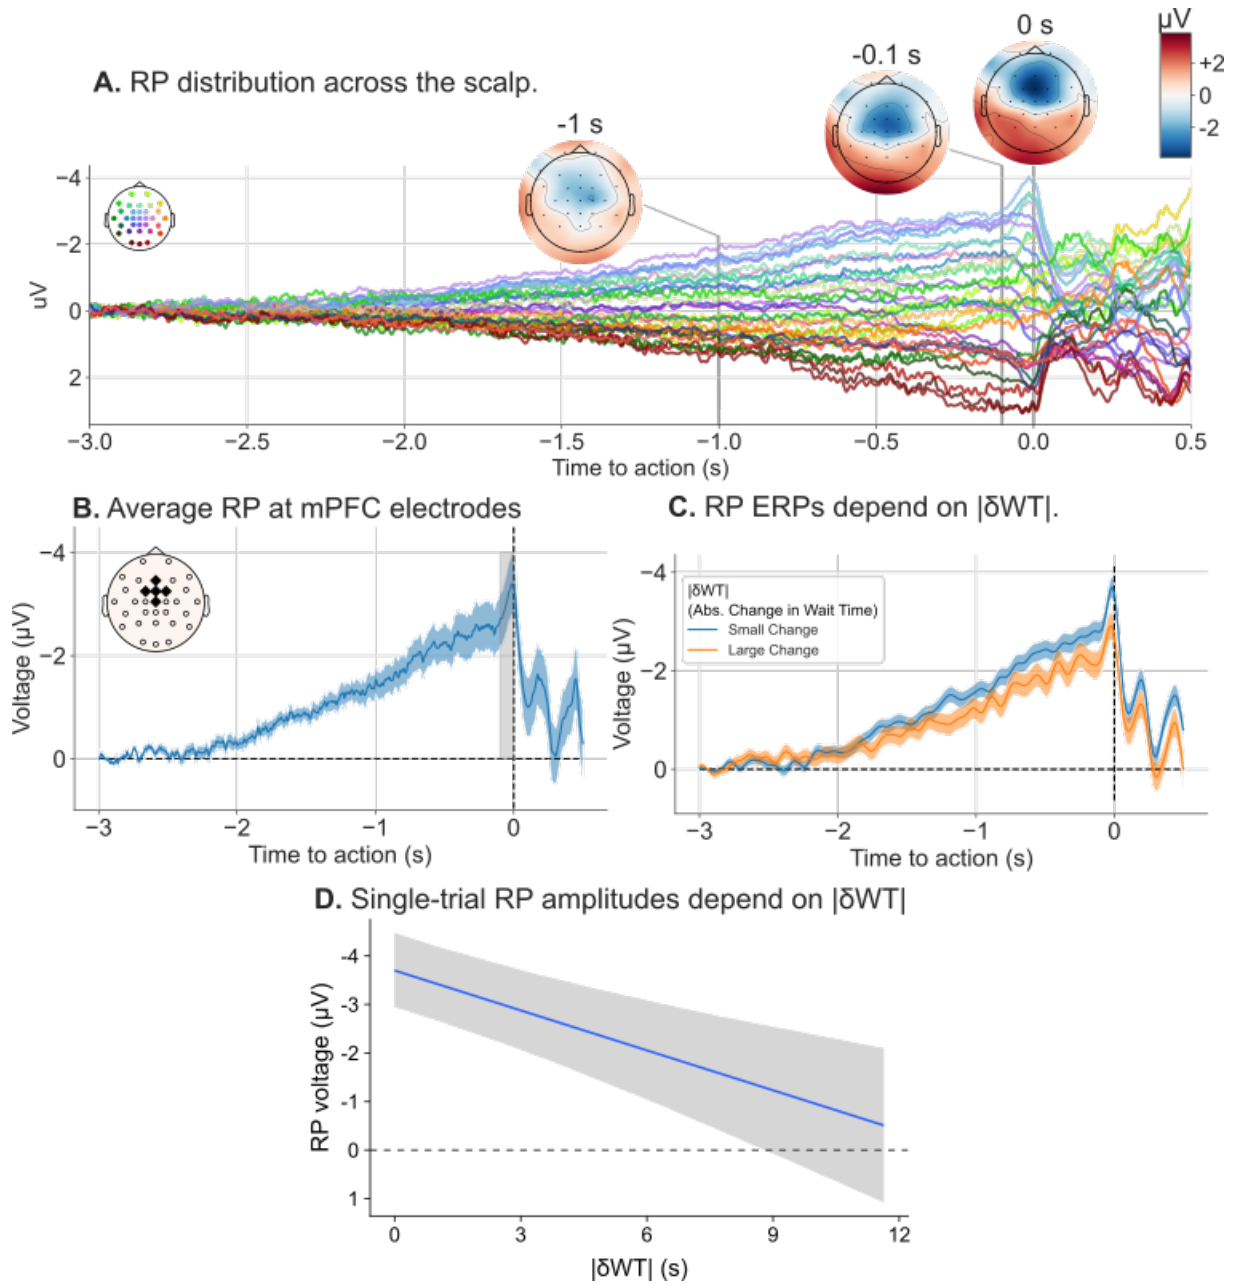 0 s
µV
-0.1 s
A. RP distribution across the scalp.
+2
0
-2
-1 s
−4
−2
0
2
uV
−3.0 −2.5 −2.0 −1.5 −1.0 −0.5 0.0 0.5
Time to action (s)
B. Average RP at mPFC electrodes
−4
−2
0
Voltage (µV)
−3 −2 −1 0
Time to action (s)
C. RP ERPs depend on |δWT|.
−4
−2
0
Voltage (µV)
|δWT|
(Abs. Change in Wait Time)
Small Change
Large Change
−3 −2 −1 0
Time to action (s)
D. Single-trial RP amplitudes depend on |δWT|
-4
-3
-2
-1
0
1
RP voltage (µV)
0 3 6 9 12
|δWT| (s)